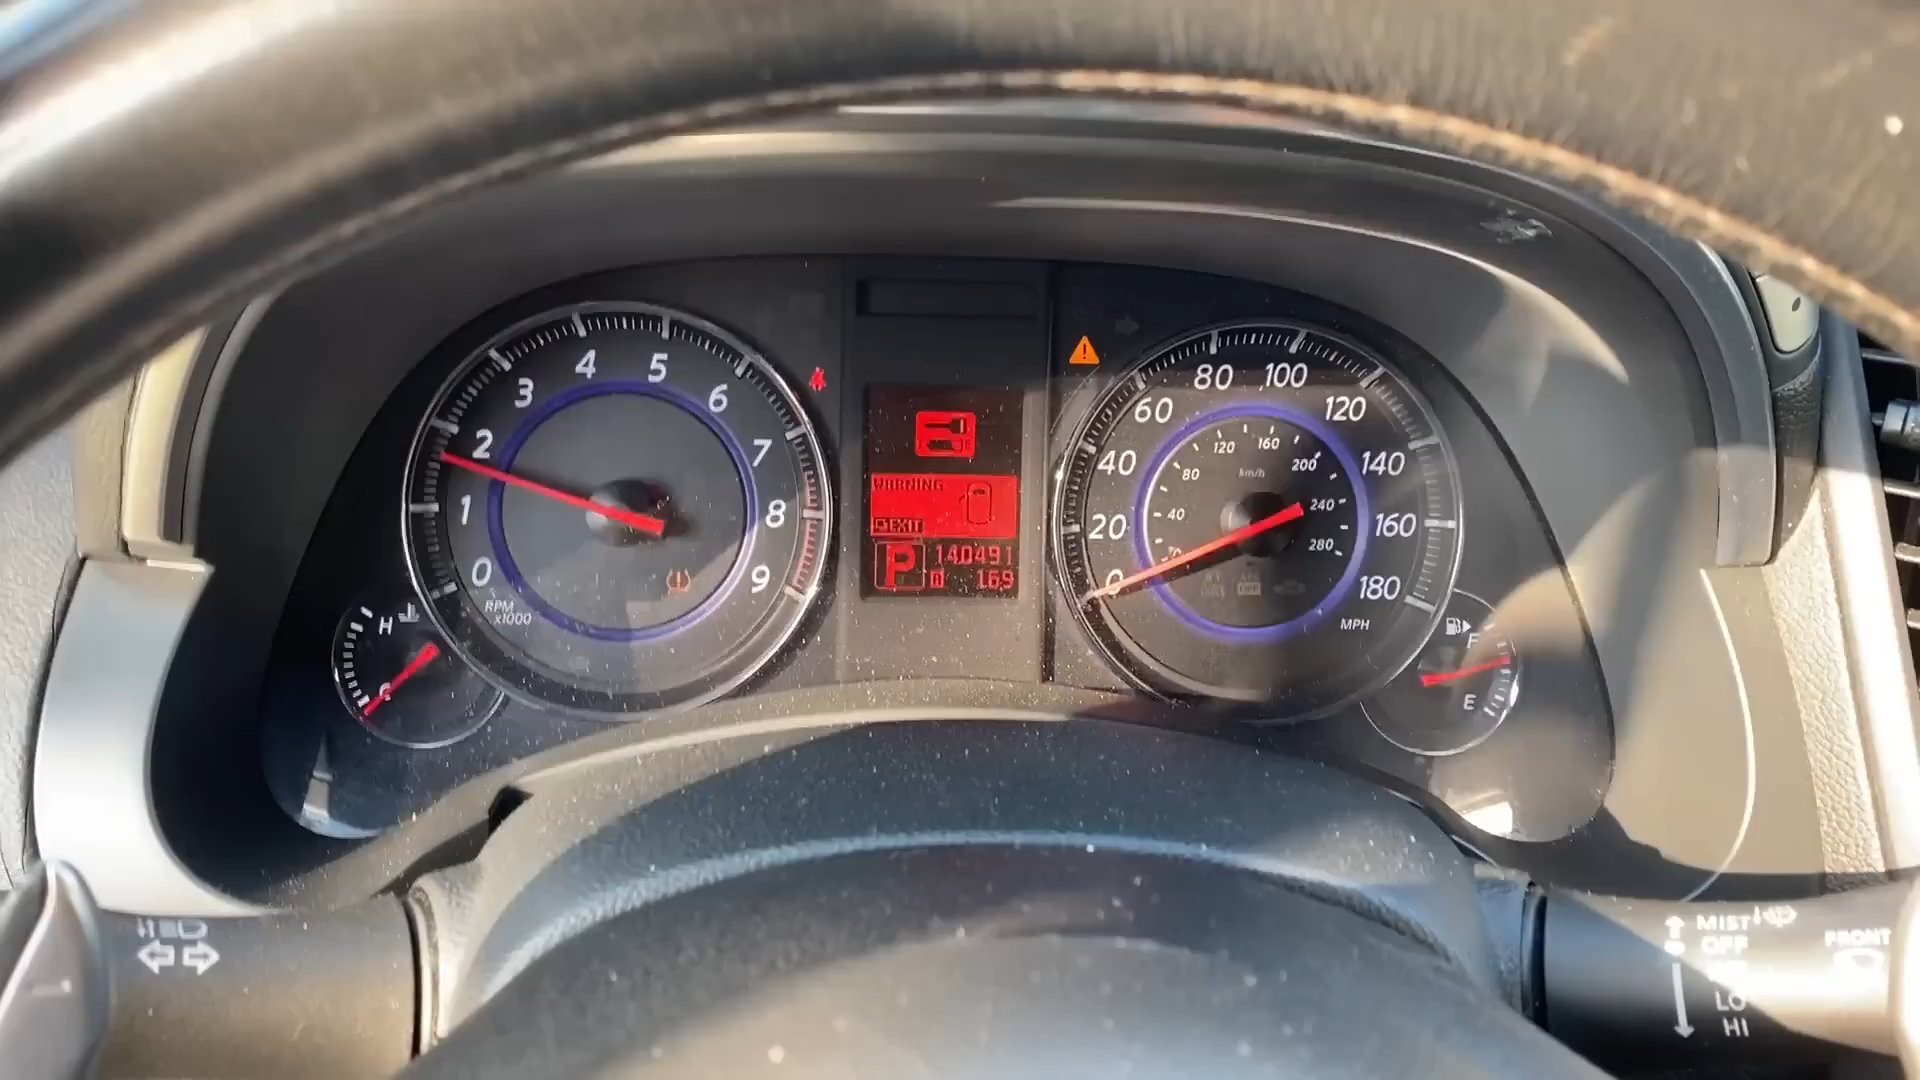 0 1 2 3 4 5 6 7 8 9
RPM
x1000
H
C
WARNING
EXIT
P
140491
A 169
0 20 40 60 80 100 120 140 160 180
40 80 120 160 200 240 280
km/h
MPH
F
E
MIST
OFF
LO
HI
FRONT